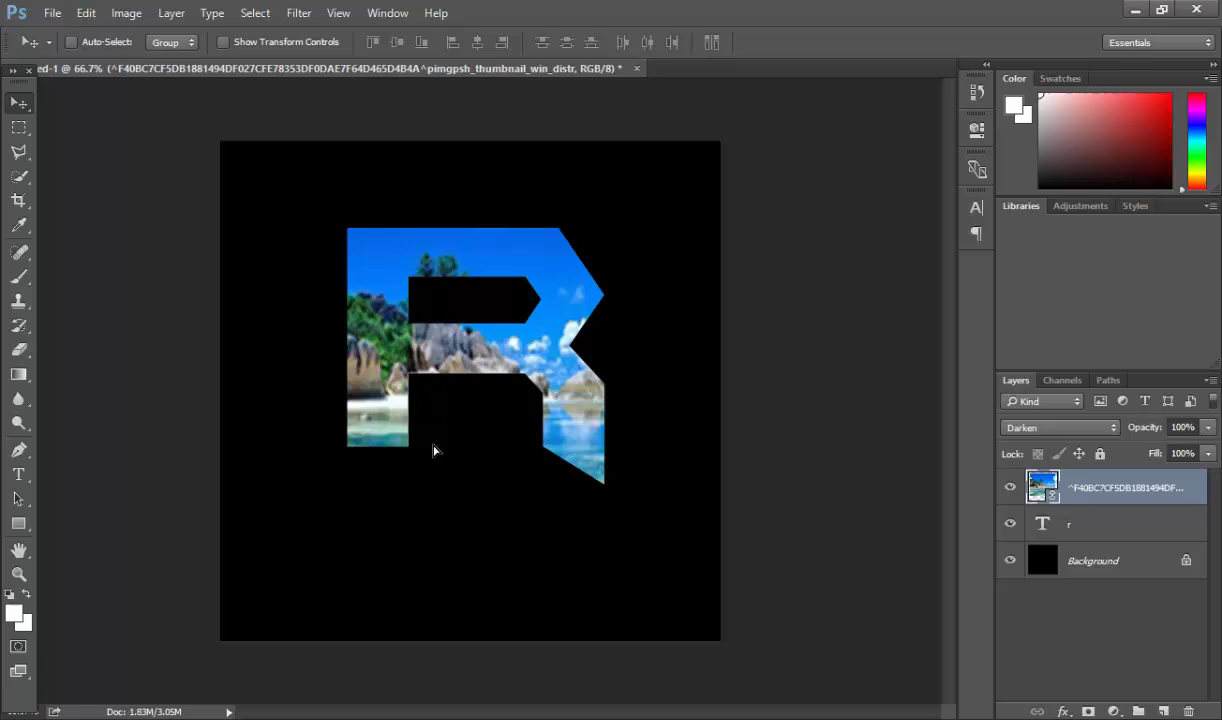 Ps File Edit Image Layer Type Select Filter View Window Help
Auto-Select: Group Show Transform Controls Essentials
ed-1 @ 66.7% (^F40BC7CF5DB1881494DF027CFE78353DF0DAE7F64D465D4B4A^pimgpsh_thumbnail_win_distr, RGB/8) *
Color Swatches
Libraries Adjustments Styles
R
Layers Channels Paths
Kind
Darken Opacity: 100%
Lock: Fill: 100%
^F40BC7CF5DB1881494DF...
r
Background
Doc: 1.83M/3.05M